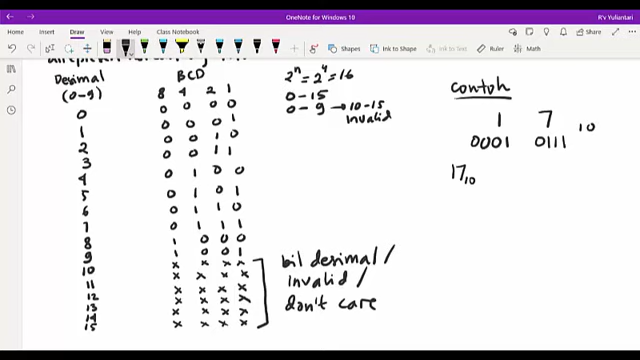 OneNote for Windows 10
R'v Yuliantari
Home Insert Draw View Help Class Notebook
Share
Shapes Ink to Shape Ink to Text Ruler Math
Desimal BCD
(0-9) 8 4 2 1
0 0 0 0 0
1 0 0 0 1
2 0 0 1 0
3 0 0 1 1
4 0 1 0 0
5 0 1 0 1
6 0 1 1 0
7 0 1 1 1
8 1 0 0 0
9 1 0 0 1
10 x x x x
11 x x x x
12 x x x x
13 x x x x
14 x x x x
15 x x x x
2ⁿ = 2⁴ = 16
0 - 15
0 - 9 → 10 - 15
invalid
bil desimal /
invalid /
don't care
contoh
1 7 10
0001 0111
17₁₀